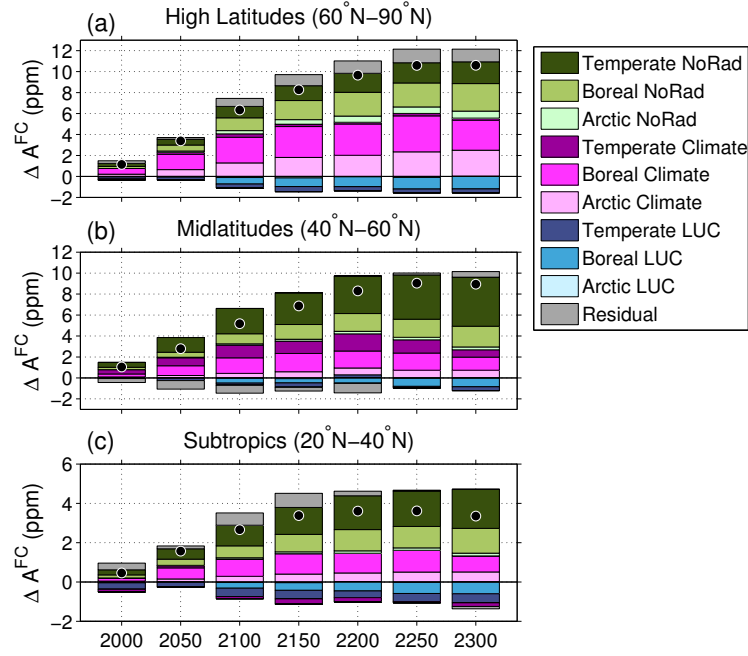 (a) High Latitudes (60°N−90°N)
Δ A^FC (ppm)
12
10
8
6
4
2
0
−2
(b) Midlatitudes (40°N−60°N)
Δ A^FC (ppm)
12
10
8
6
4
2
0
−2
(c) Subtropics (20°N−40°N)
Δ A^FC (ppm)
6
4
2
0
−2
2000 2050 2100 2150 2200 2250 2300
Temperate NoRad
Boreal NoRad
Arctic NoRad
Temperate Climate
Boreal Climate
Arctic Climate
Temperate LUC
Boreal LUC
Arctic LUC
Residual